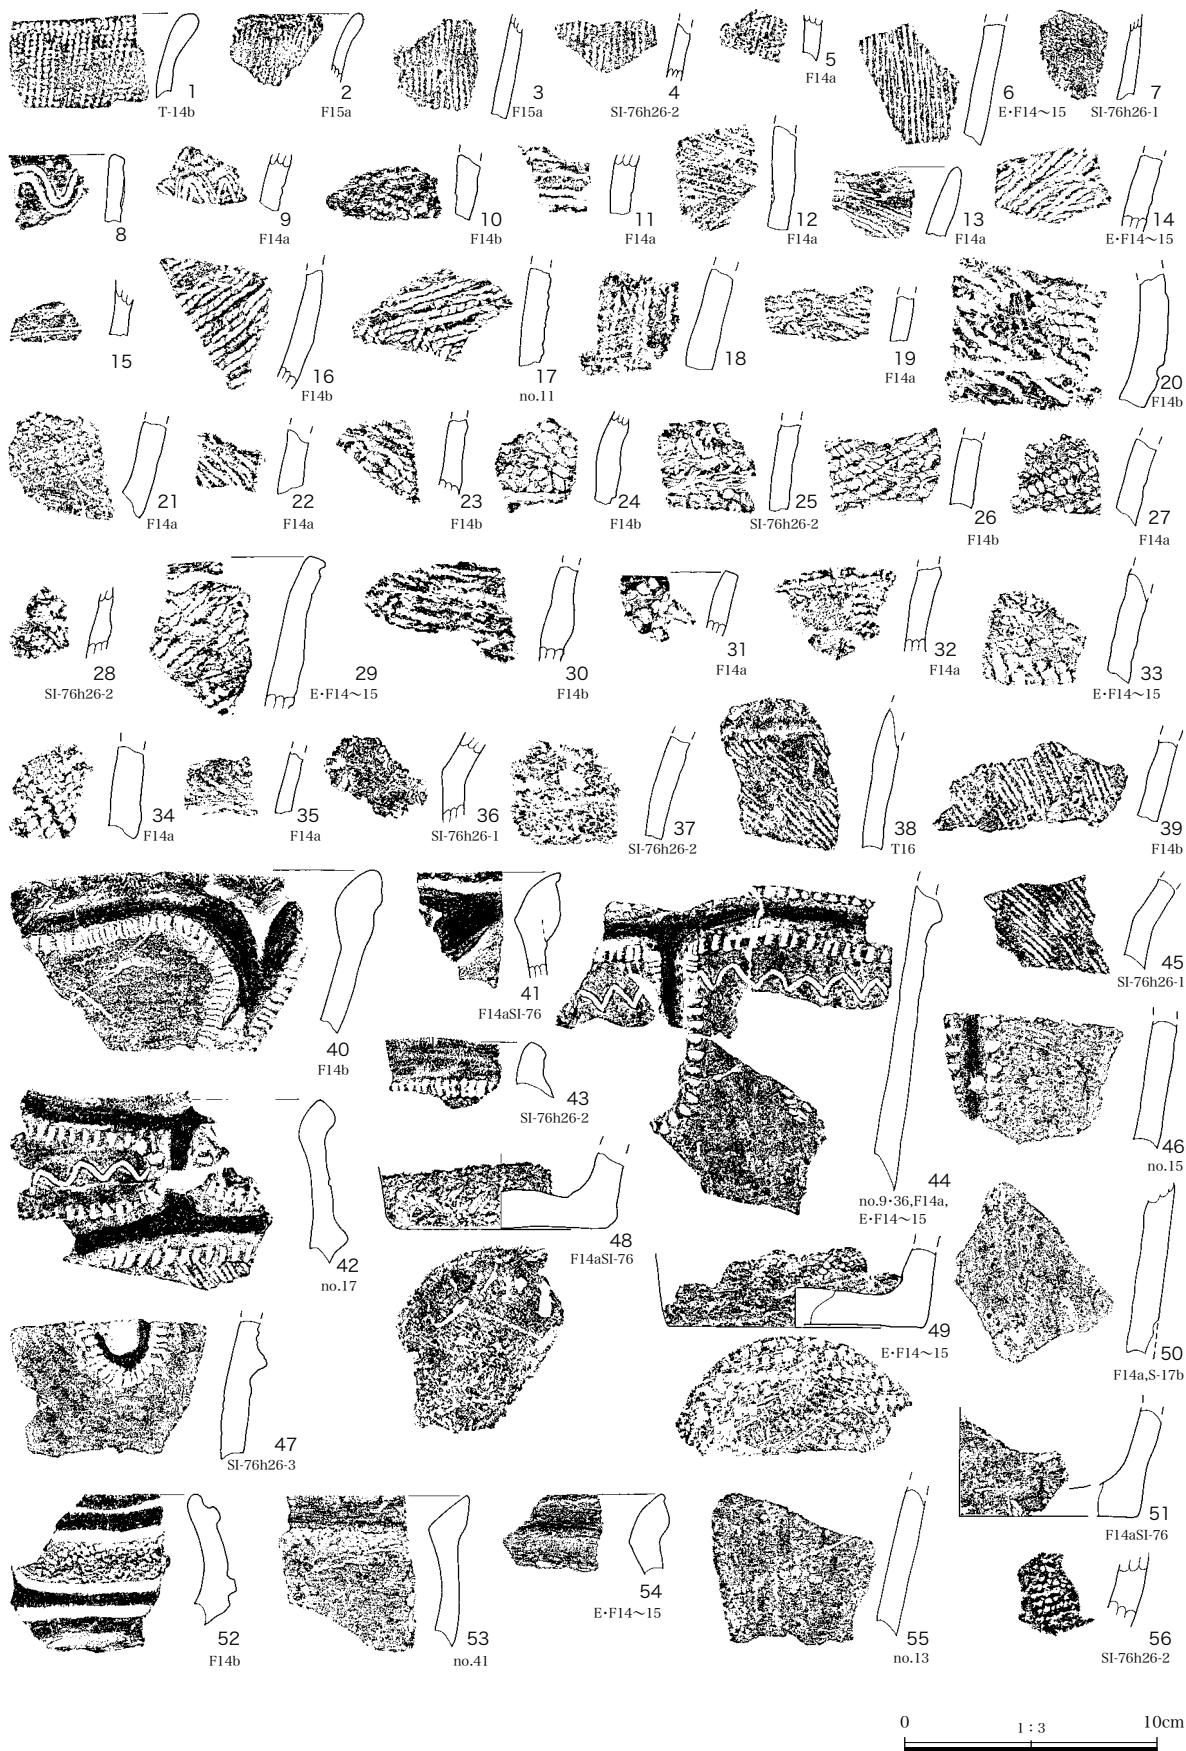 1
T-14b
2
F15a
3
F15a
4
SI-76h26-2
5
F14a
6
E・F14～15
7
SI-76h26-1
8
9
F14a
10
F14b
11
F14a
12
F14a
13
F14a
14
E・F14～15
15
16
F14b
17
no.11
18
19
F14a
20
F14b
21
F14a
22
F14a
23
F14b
24
F14b
25
SI-76h26-2
26
F14b
27
F14a
28
SI-76h26-2
29
E・F14～15
30
F14b
31
F14a
32
F14a
33
E・F14～15
34
F14a
35
F14a
36
SI-76h26-1
37
SI-76h26-2
38
T16
39
F14b
40
F14b
41
F14aSI-76
42
no.17
43
SI-76h26-2
44
no.9・36,F14a,
E・F14～15
45
SI-76h26-1
46
no.15
47
SI-76h26-3
48
F14aSI-76
49
E・F14～15
50
F14a,S-17b
51
F14aSI-76
52
F14b
53
no.41
54
E・F14～15
55
no.13
56
SI-76h26-2
0 1：3 10cm